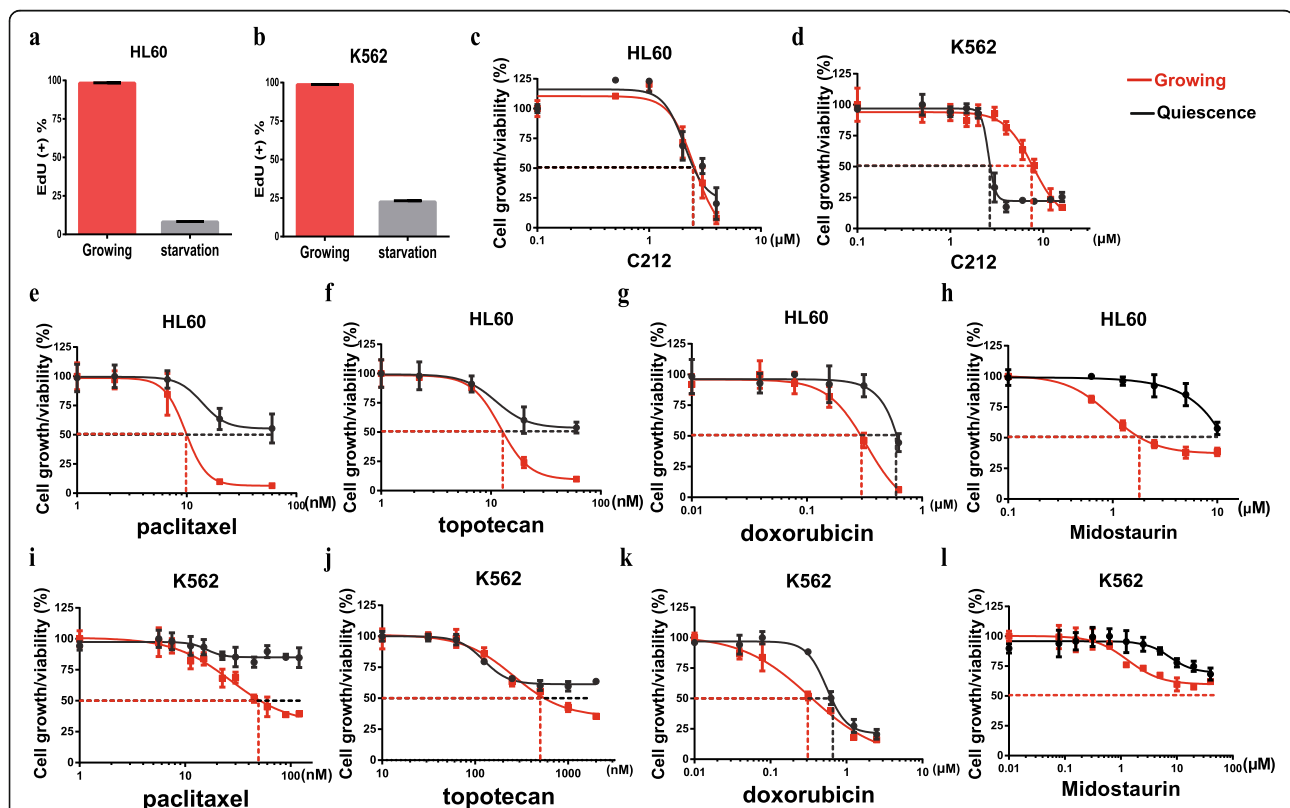 a
HL60
EdU (+) %
100
50
0
Growing
starvation
b
K562
EdU (+) %
100
50
0
Growing
starvation
c
HL60
Cell growth/viability (%)
125
100
75
50
25
0
0.1
1
10 (μM)
C212
d
K562
Cell growth/viability (%)
125
100
75
50
25
0
0.1
1
10
(μM)
C212
Growing
Quiescence
e
HL60
Cell growth/viability (%)
125
100
75
50
25
0
1
10
100 (nM)
paclitaxel
f
HL60
Cell growth/viability (%)
125
100
75
50
25
0
1
10
100
(nM)
topotecan
g
HL60
Cell growth/viability (%)
125
100
75
50
25
0
0.01
0.1
1
(μM)
doxorubicin
h
HL60
Cell growth/viability (%)
125
100
75
50
25
0
0.1
1
10
(μM)
Midostaurin
i
K562
Cell growth/viability (%)
125
100
75
50
25
0
1
10
100 (nM)
paclitaxel
j
K562
Cell growth/viability (%)
125
100
75
50
25
0
10
100
1000
(nM)
topotecan
k
K562
Cell growth/viability (%)
125
100
75
50
25
0
0.01
0.1
1
(μM)
doxorubicin
l
K562
Cell growth/viability (%)
125
100
75
50
25
0
0.01
0.1
1
10
100
(μM)
Midostaurin